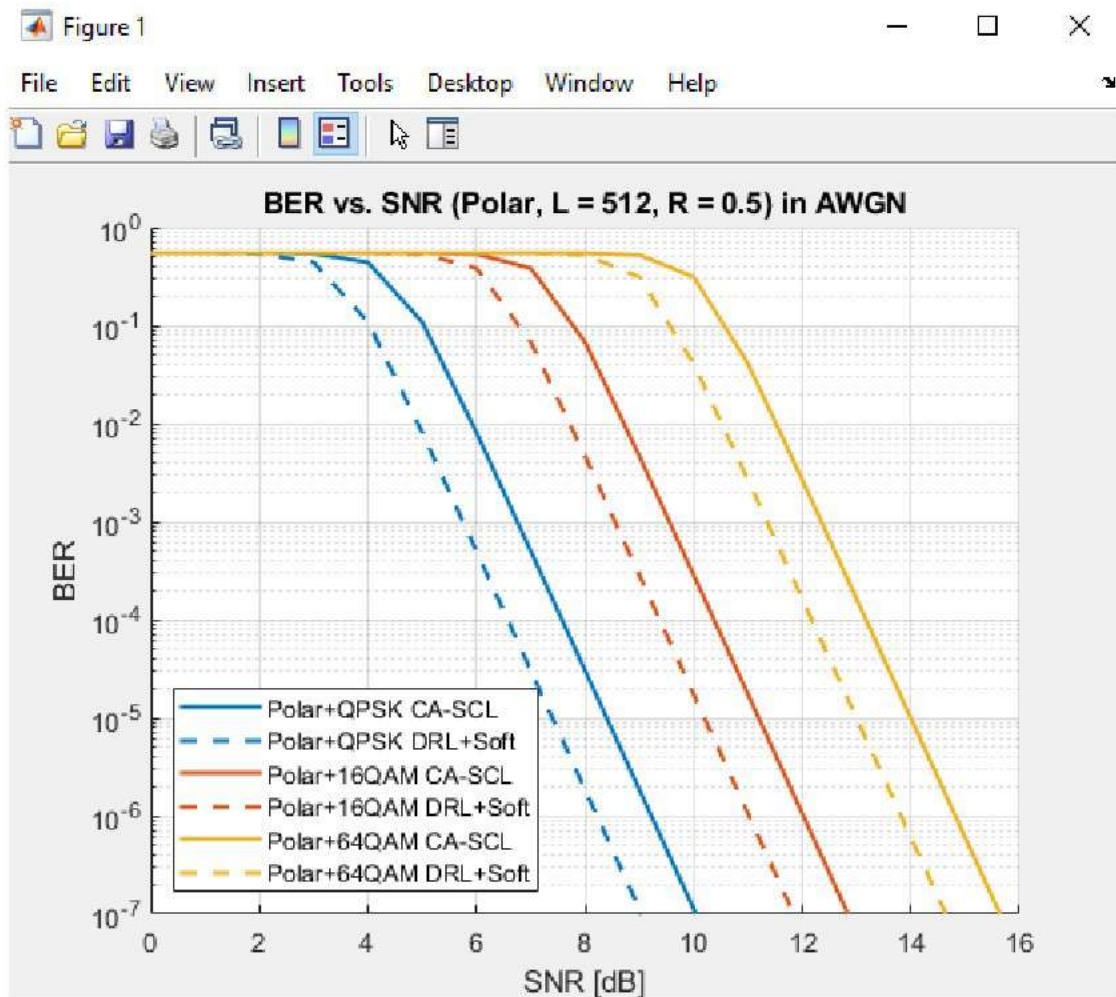 Figure 1
File Edit View Insert Tools Desktop Window Help
BER vs. SNR (Polar, L = 512, R = 0.5) in AWGN
10^0
10^-1
10^-2
10^-3
10^-4
10^-5
10^-6
10^-7
BER
Polar+QPSK CA-SCL
Polar+QPSK DRL+Soft
Polar+16QAM CA-SCL
Polar+16QAM DRL+Soft
Polar+64QAM CA-SCL
Polar+64QAM DRL+Soft
0 2 4 6 8 10 12 14 16
SNR [dB]